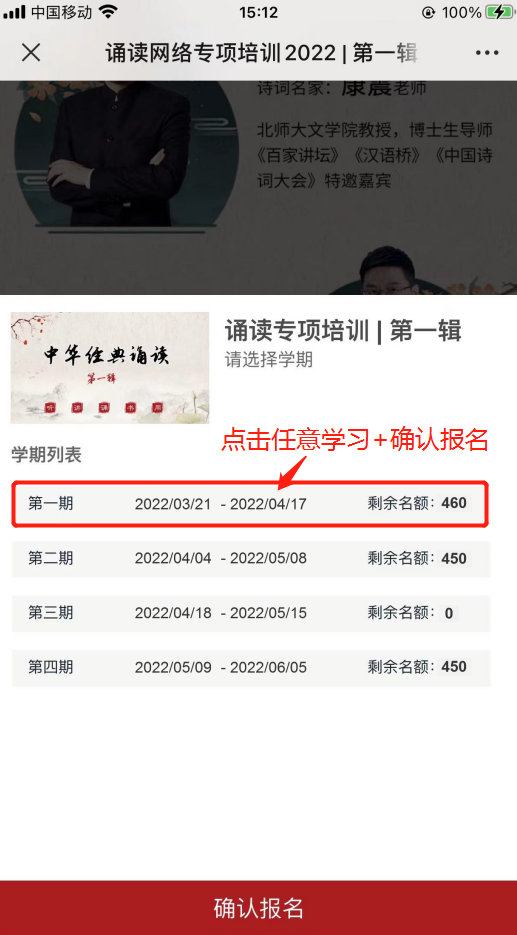 中国移动 15:12 100%
诵读网络专项培训2022 | 第一辑
诗词名家：康震老师
北师大文学院教授，博士生导师
《百家讲坛》《汉语桥》《中国诗
词大会》特邀嘉宾
中华经典诵读
第一辑
听 讲 课 书 用
诵读专项培训 | 第一辑
请选择学期
点击任意学习+确认报名
学期列表
第一期 2022/03/21 - 2022/04/17 剩余名额：460
第二期 2022/04/04 - 2022/05/08 剩余名额：450
第三期 2022/04/18 - 2022/05/15 剩余名额：0
第四期 2022/05/09 - 2022/06/05 剩余名额：450
确认报名